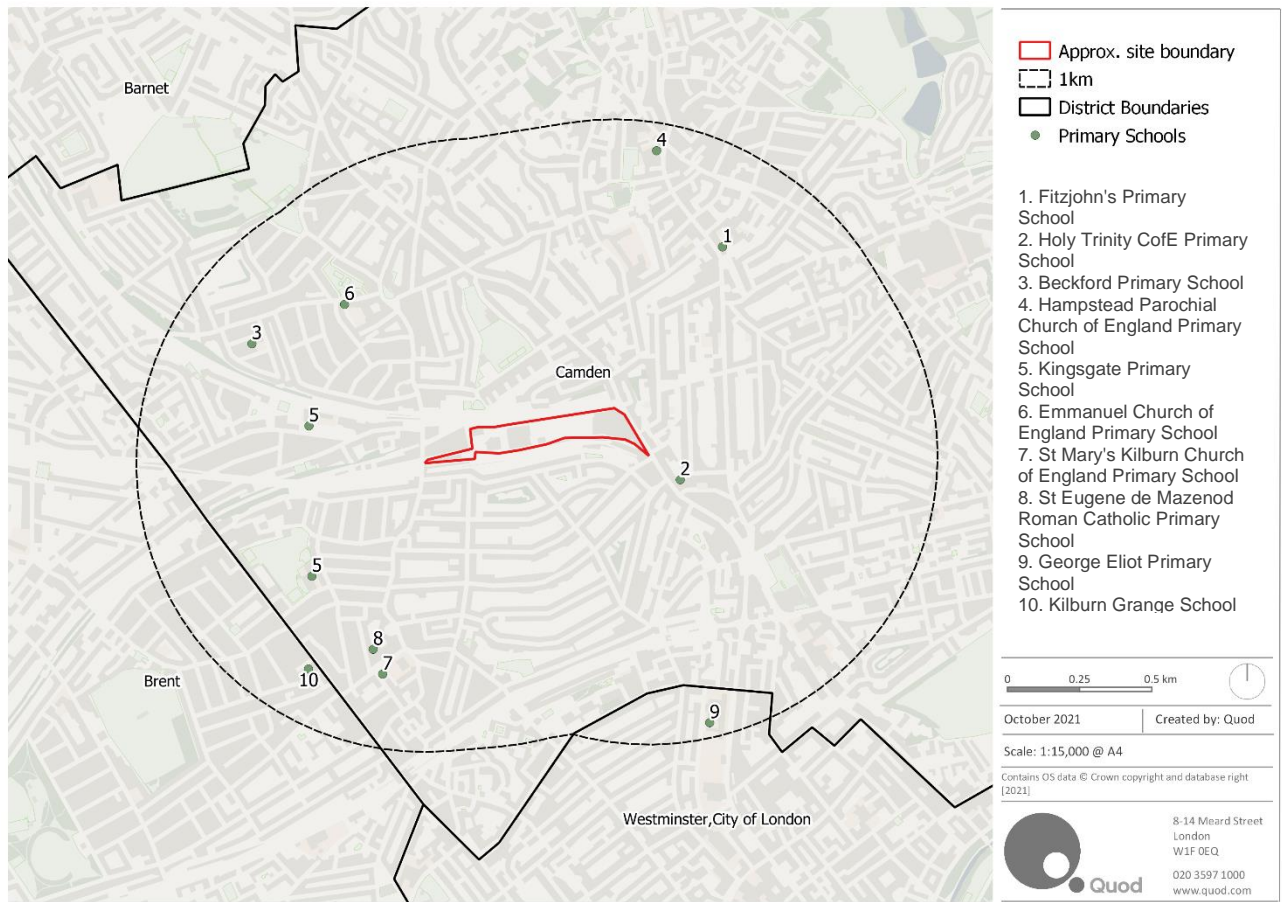 Barnet
4
1
6
3
Camden
5
2
5
8
7
10
Brent
9
Westminster,City of London
Approx. site boundary
1km
District Boundaries
Primary Schools
1. Fitzjohn's Primary
School
2. Holy Trinity CofE Primary
School
3. Beckford Primary School
4. Hampstead Parochial
Church of England Primary
School
5. Kingsgate Primary
School
6. Emmanuel Church of
England Primary School
7. St Mary's Kilburn Church
of England Primary School
8. St Eugene de Mazenod
Roman Catholic Primary
School
9. George Eliot Primary
School
10. Kilburn Grange School
0 0.25 0.5 km
October 2021 Created by: Quod
Scale: 1:15,000 @ A4
Contains OS data © Crown copyright and database right
[2021]
8-14 Meard Street
London
W1F 0EQ
020 3597 1000
www.quod.com
Quod